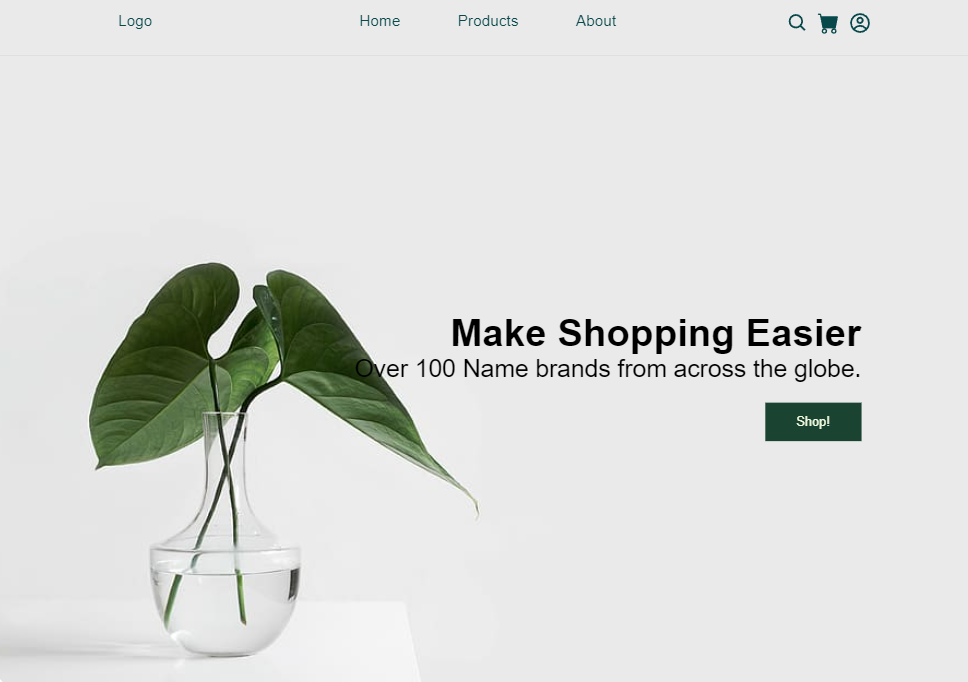 Logo
Home
Products
About
Make Shopping Easier
Over 100 Name brands from across the globe.
Shop!